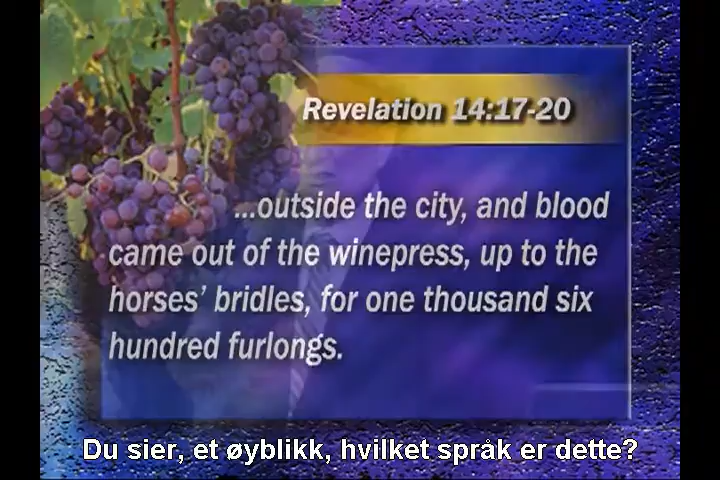 Revelation 14:17-20
...outside the city, and blood
came out of the winepress, up to the
horses' bridles, for one thousand six
hundred furlongs.
Du sier, et øyblikk, hvilket språk er dette?